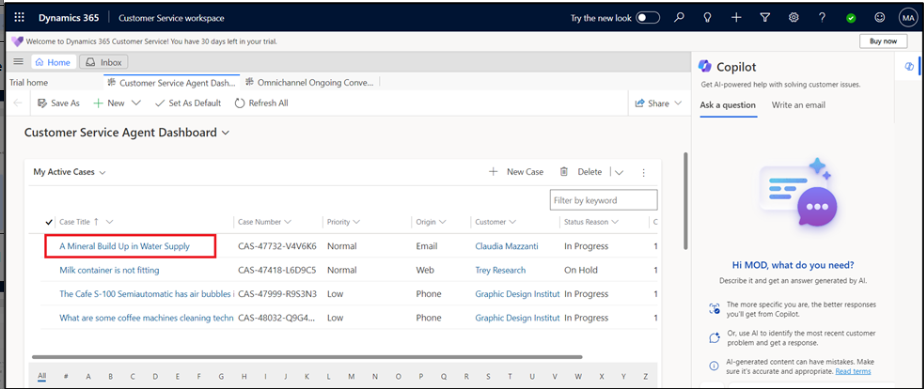 Dynamics 365 Customer Service workspace Try the new look MA
Welcome to Dynamics 365 Customer Service! You have 30 days left in your trial. Buy now
Home Inbox
Trial home Customer Service Agent Dash... Omnichannel Ongoing Conve...
Save As New Set As Default Refresh All Share
Customer Service Agent Dashboard
My Active Cases New Case Delete
Filter by keyword
Case Title Case Number Priority Origin Customer Status Reason C
A Mineral Build Up in Water Supply CAS-47732-V4V6K6 Normal Email Claudia Mazzanti In Progress 1
Milk container is not fitting CAS-47418-L6D9C5 Normal Web Trey Research On Hold 1
The Cafe S-100 Semiautomatic has air bubbles i CAS-47999-R9S3N3 Low Phone Graphic Design Institut In Progress 1
What are some coffee machines cleaning techn CAS-48032-Q9G4... Low Phone Graphic Design Institut In Progress 1
All # A B C D E F G H I J K L M N O P Q R S T U V W X Y Z
Copilot
Get AI-powered help with solving customer issues.
Ask a question Write an email
Hi MOD, what do you need?
Describe it and get an answer generated by AI.
The more specific you are, the better responses
you'll get from Copilot.
Or, use AI to identify the most recent customer
problem and get a response.
AI-generated content can have mistakes. Make
sure it's accurate and appropriate. Read terms